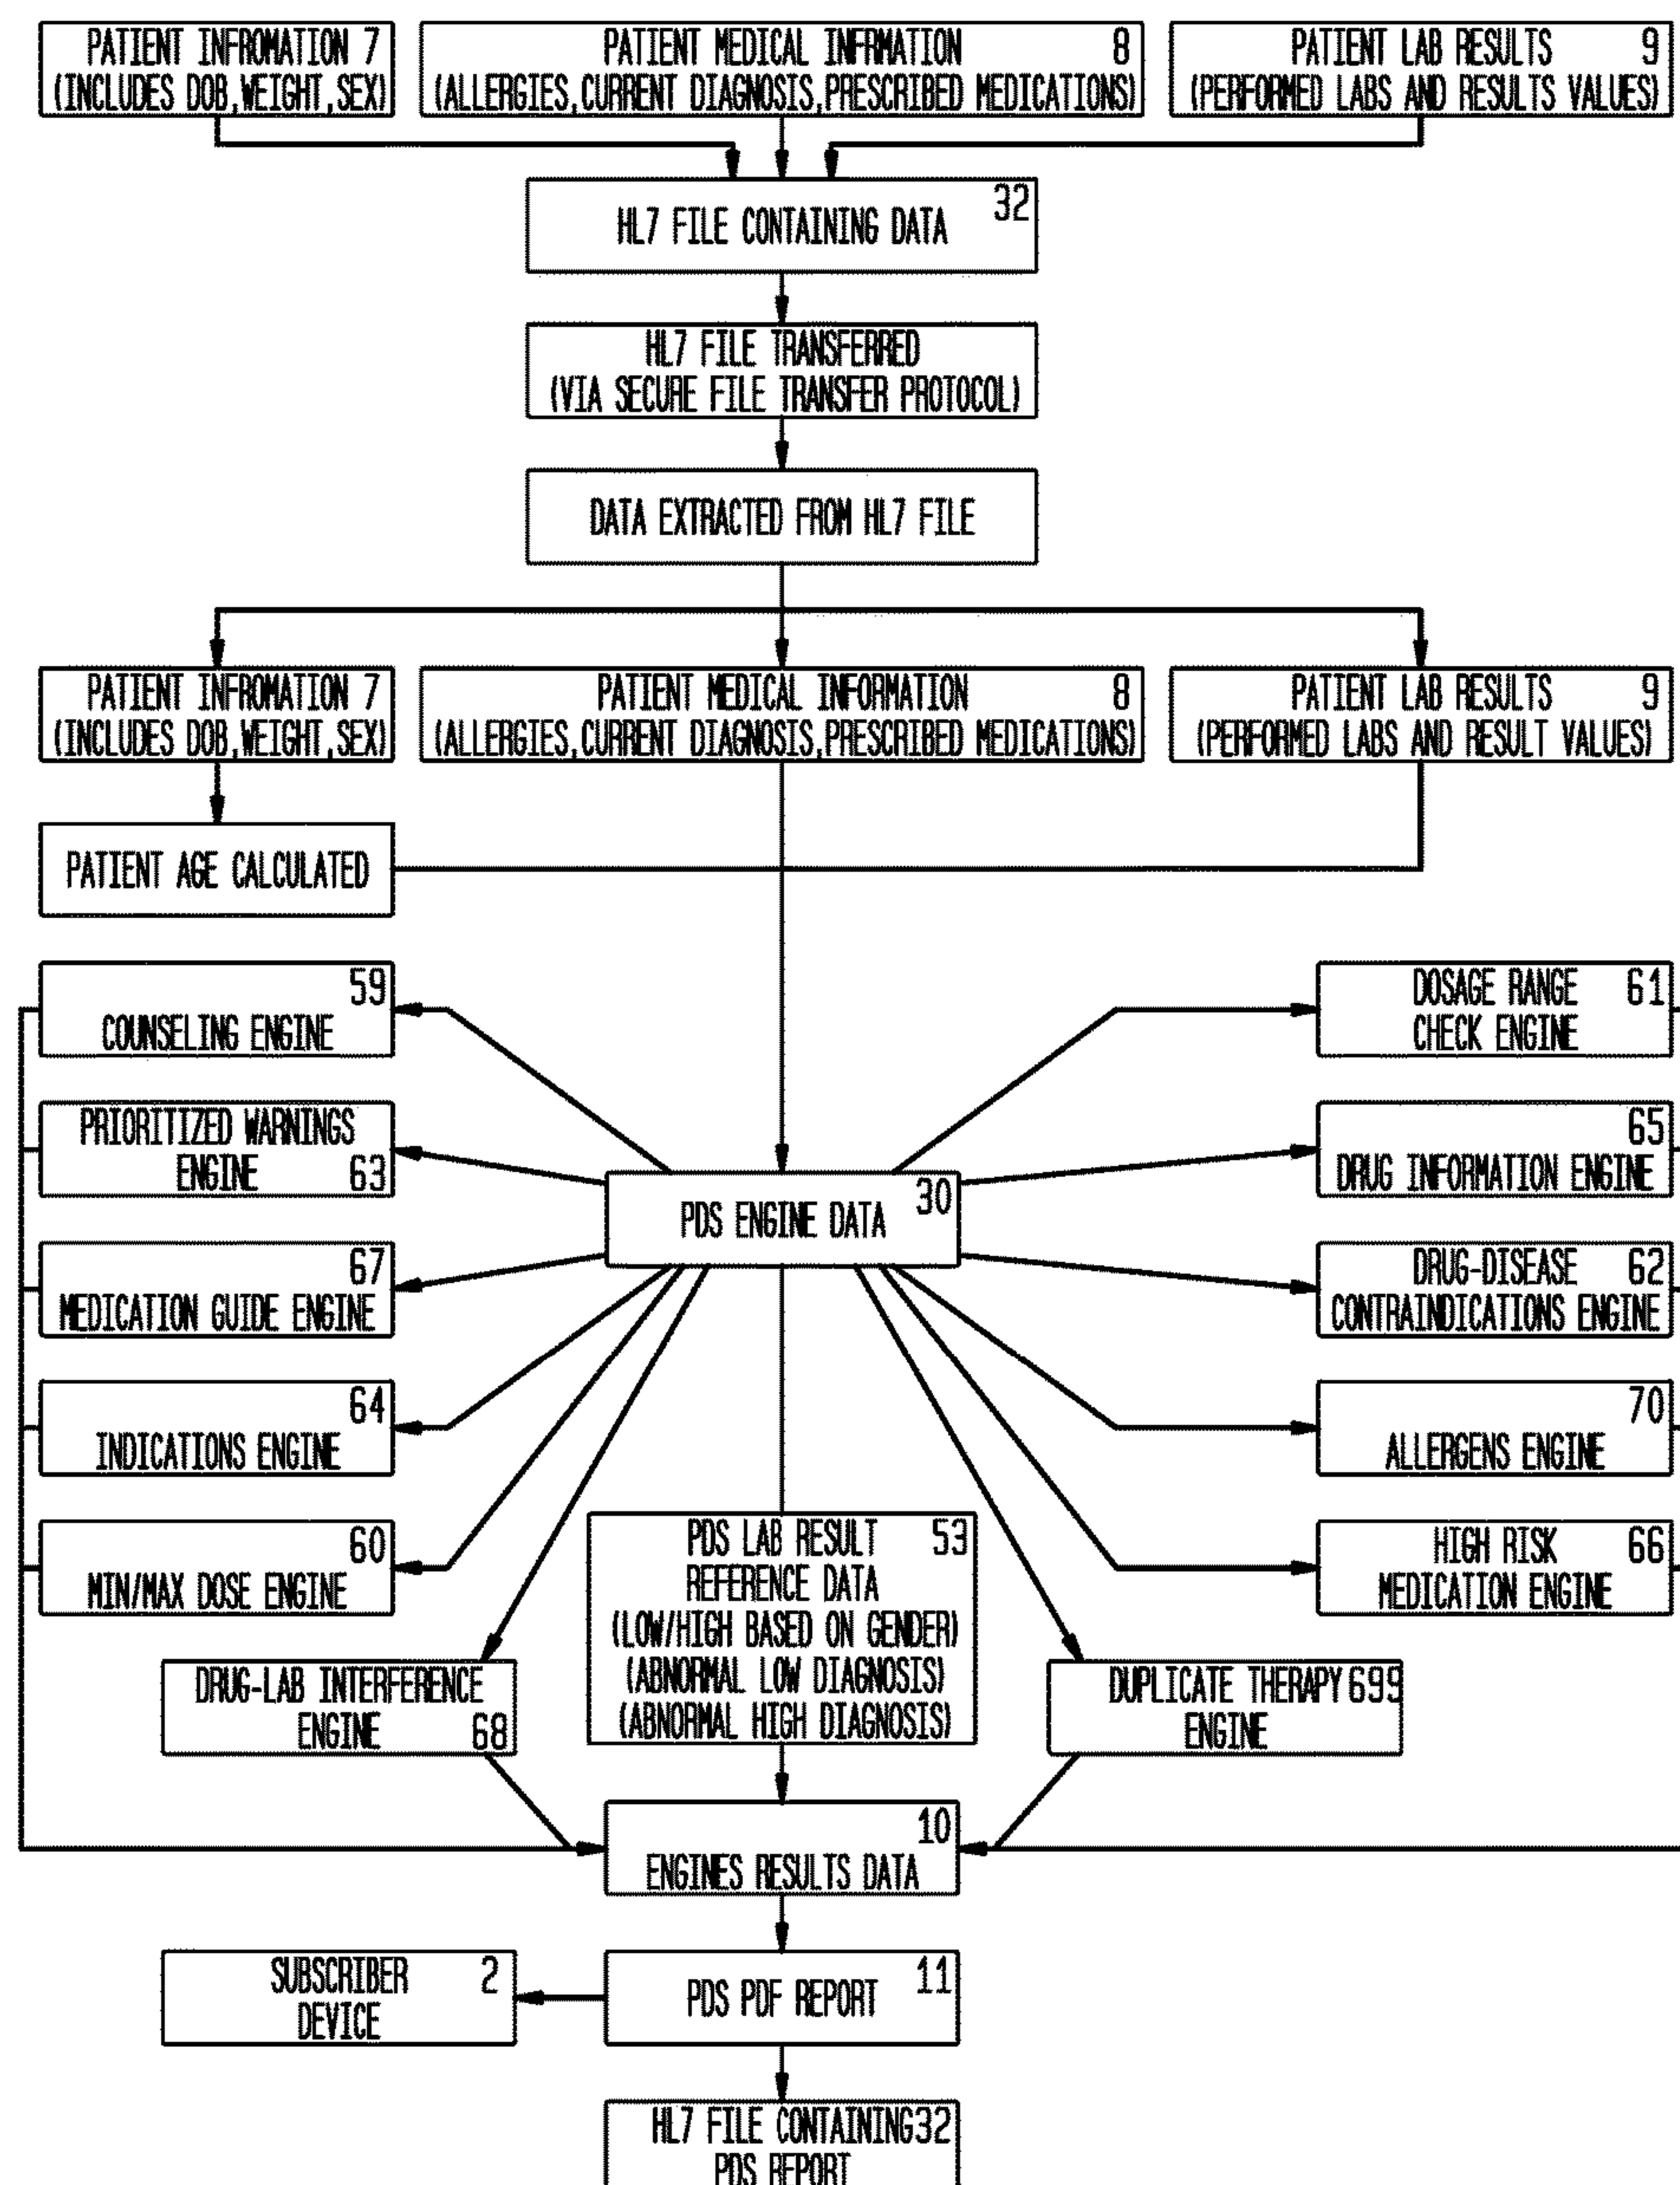 PATIENT INFROMATION 7
(INCLUDES DOB,WEIGHT,SEX)
PATIENT MEDICAL INFRMATION 8
(ALLERGIES,CURRENT DIAGNOSIS,PRESCRIBED MEDICATIONS)
PATIENT LAB RESULTS 9
(PERFORMED LABS AND RESULTS VALUES)
32
HL7 FILE CONTAINING DATA
HL7 FILE TRANSFERRED
(VIA SECURE FILE TRANSFER PROTOCOL)
DATA EXTRACTED FROM HL7 FILE
PATIENT INFROMATION 7
(INCLUDES DOB,WEIGHT,SEX)
PATIENT MEDICAL INFORMATION 8
(ALLERGIES,CURRENT DIAGNOSIS,PRESCRIBED MEDICATIONS)
PATIENT LAB RESULTS 9
(PERFORMED LABS AND RESULT VALUES)
PATIENT AGE CALCULATED
59
COUNSELING ENGINE
DOSAGE RANGE 61
CHECK ENGINE
PRIORITIZED WARNINGS
ENGINE 63
65
DRUG INFORMATION ENGINE
30
PDS ENGINE DATA
67
MEDICATION GUIDE ENGINE
DRUG-DISEASE 62
CONTRAINDICATIONS ENGINE
64
INDICATIONS ENGINE
70
ALLERGENS ENGINE
60
MIN/MAX DOSE ENGINE
PDS LAB RESULT 53
REFERENCE DATA
(LOW/HIGH BASED ON GENDER)
(ABNORMAL LOW DIAGNOSIS)
(ABNORMAL HIGH DIAGNOSIS)
HIGH RISK 66
MEDICATION ENGINE
DRUG-LAB INTERFERENCE
ENGINE 68
DUPLICATE THERAPY 699
ENGINE
10
ENGINES RESULTS DATA
SUBSCRIBER 2
DEVICE
11
PDS PDF REPORT
HL7 FILE CONTAINING 32
PDS REPORT